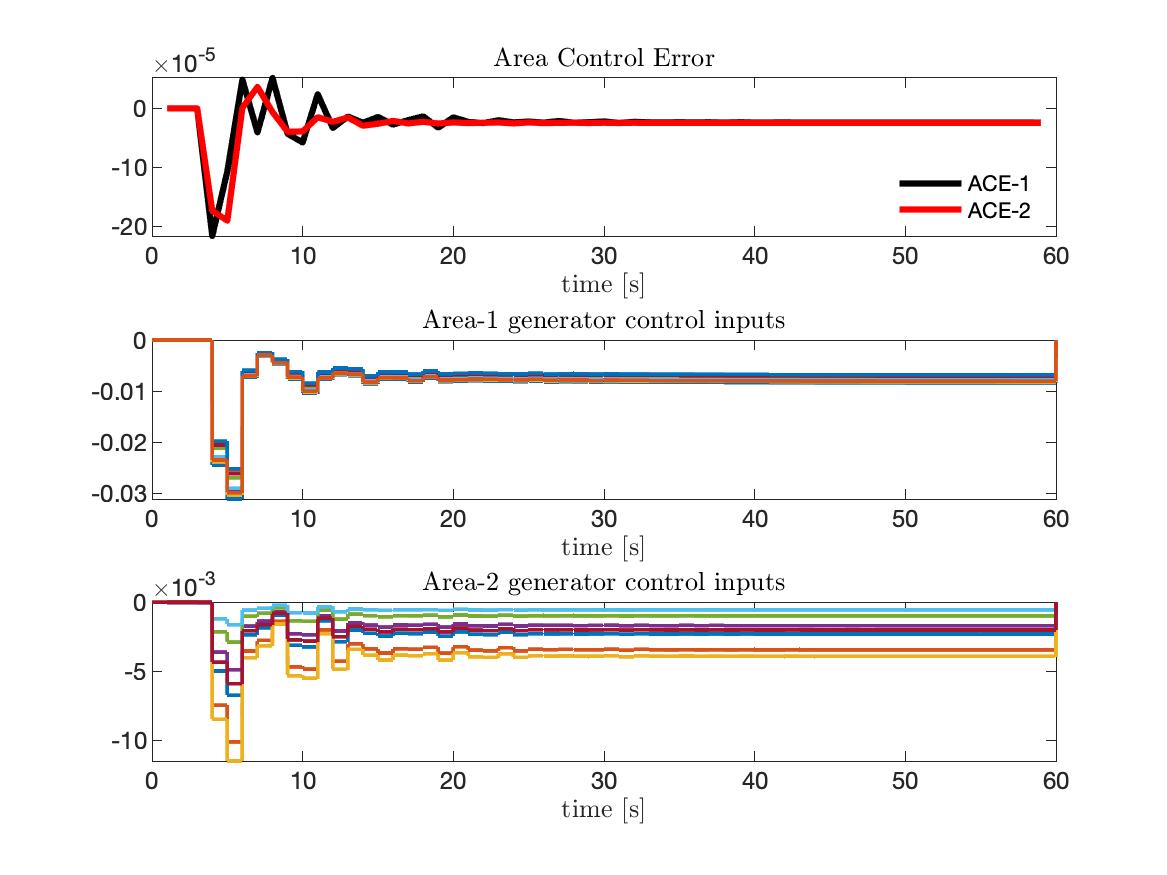 Area Control Error
×10-5
0
-10
-20
ACE-1
ACE-2
0 10 20 30 40 50 60
time [s]
Area-1 generator control inputs
0
-0.01
-0.02
-0.03
0 10 20 30 40 50 60
time [s]
Area-2 generator control inputs
×10-3
0
-5
-10
0 10 20 30 40 50 60
time [s]